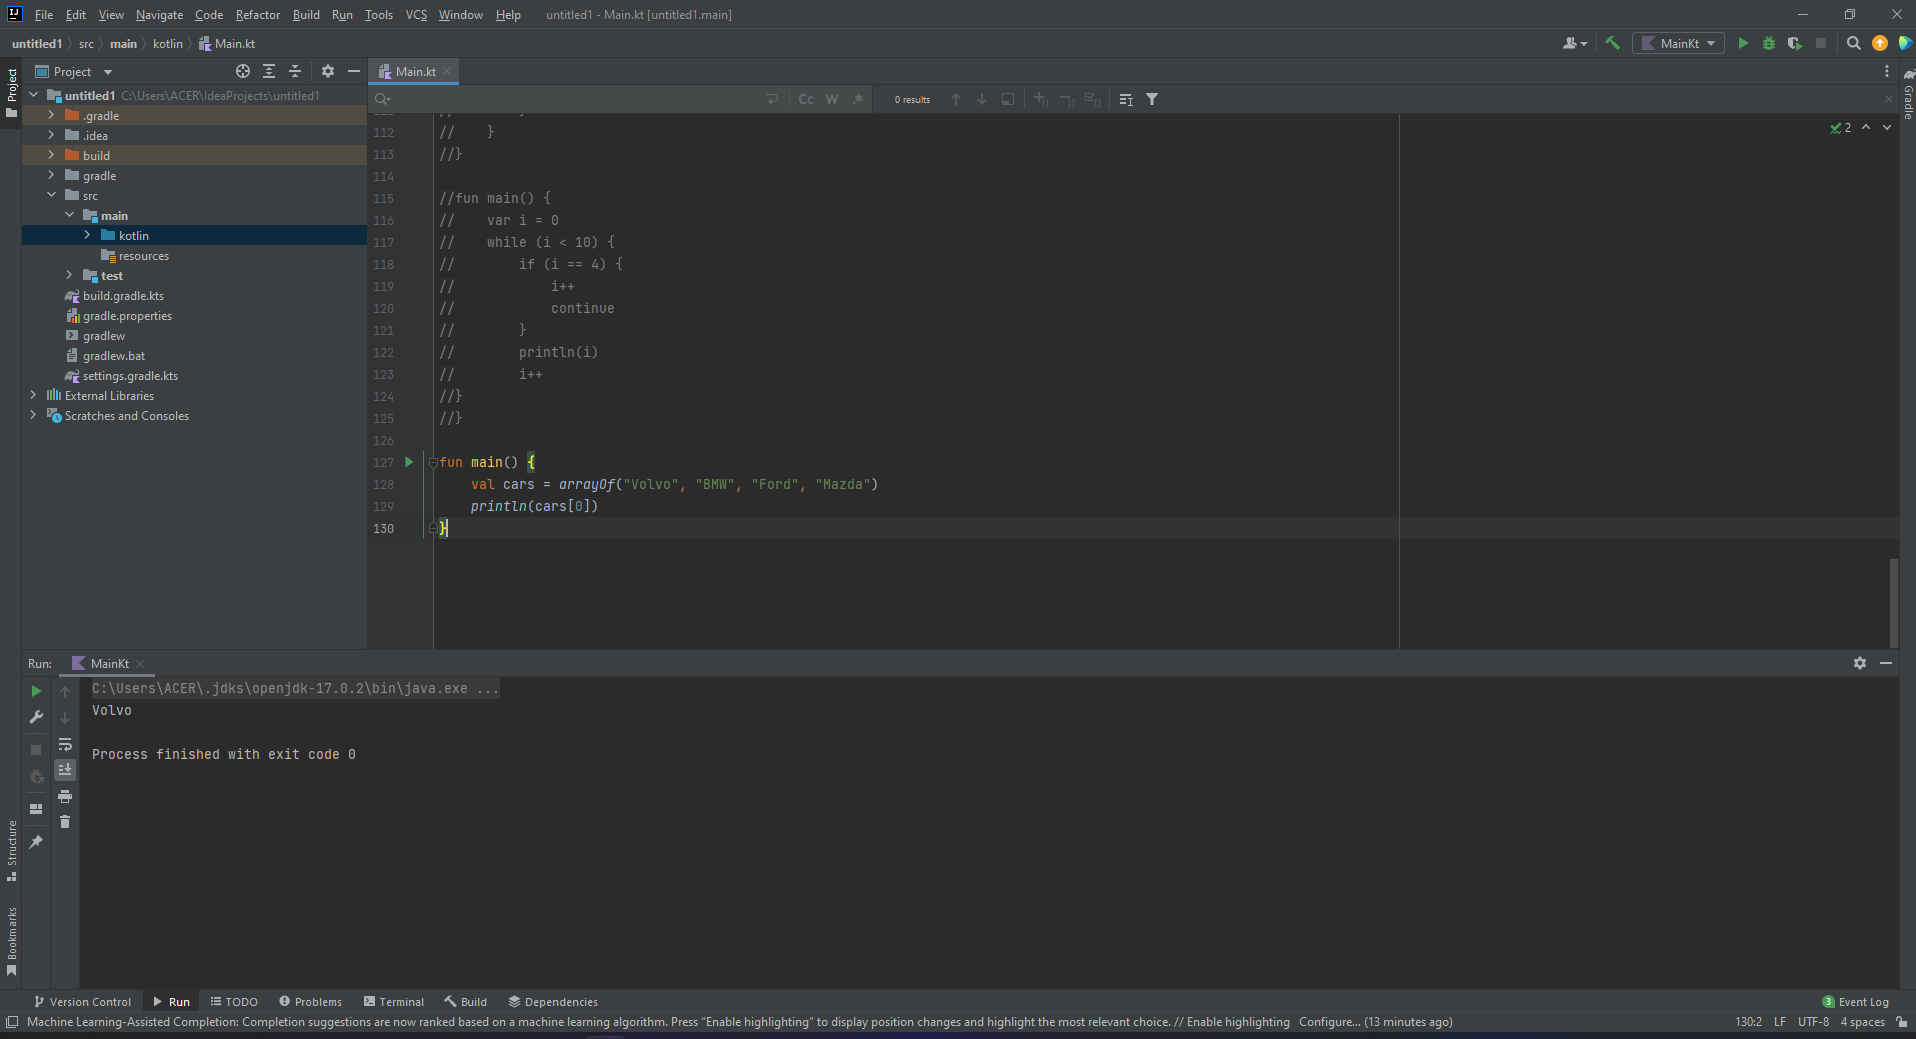 File Edit View Navigate Code Refactor Build Run Tools VCS Window Help untitled1 - Main.kt [untitled1.main]
untitled1 src main kotlin Main.kt
MainKt
Project
Main.kt
Cc W .* 0 results
untitled1 C:\Users\ACER\IdeaProjects\untitled1
.gradle
.idea
build
gradle
src
main
kotlin
resources
test
build.gradle.kts
gradle.properties
gradlew
gradlew.bat
settings.gradle.kts
External Libraries
Scratches and Consoles
2
112 // }
113 //}
114
115 //fun main() {
116 // var i = 0
117 // while (i < 10) {
118 // if (i == 4) {
119 // i++
120 // continue
121 // }
122 // println(i)
123 // i++
124 //}
125 //}
126
127 fun main() {
128 val cars = arrayOf("Volvo", "BMW", "Ford", "Mazda")
129 println(cars[0])
130 }
Project
Structure
Bookmarks
Gradle
Run: MainKt
C:\Users\ACER\.jdks\openjdk-17.0.2\bin\java.exe ...
Volvo
Process finished with exit code 0
Version Control Run TODO Problems Terminal Build Dependencies 3 Event Log
Machine Learning-Assisted Completion: Completion suggestions are now ranked based on a machine learning algorithm. Press "Enable highlighting" to display position changes and highlight the most relevant choice. // Enable highlighting Configure... (13 minutes ago) 130:2 LF UTF-8 4 spaces